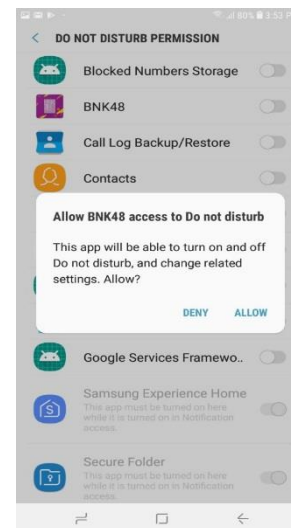 80% 3:53 P
DO NOT DISTURB PERMISSION
Blocked Numbers Storage
BNK48
Call Log Backup/Restore
Contacts
Allow BNK48 access to Do not disturb
This app will be able to turn on and off
Do not disturb, and change related
settings. Allow?
DENY ALLOW
Google Services Framewo..
Samsung Experience Home
This app must be turned on here
while it is turned on in Notification
access.
Secure Folder
This app must be turned on here
while it is turned on in Notification
access.